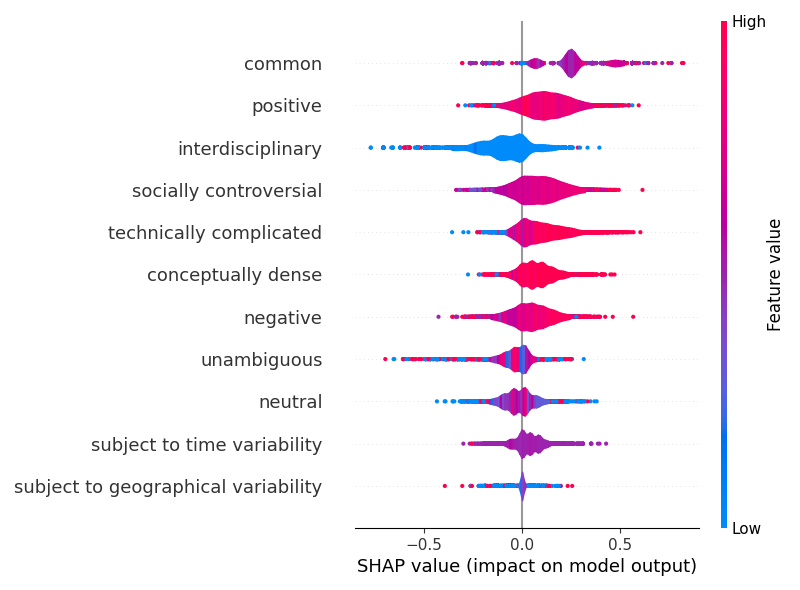 High
common
positive
interdisciplinary
socially controversial
technically complicated
conceptually dense
negative
unambiguous
neutral
subject to time variability
subject to geographical variability
Feature value
Low
−0.5 0.0 0.5
SHAP value (impact on model output)